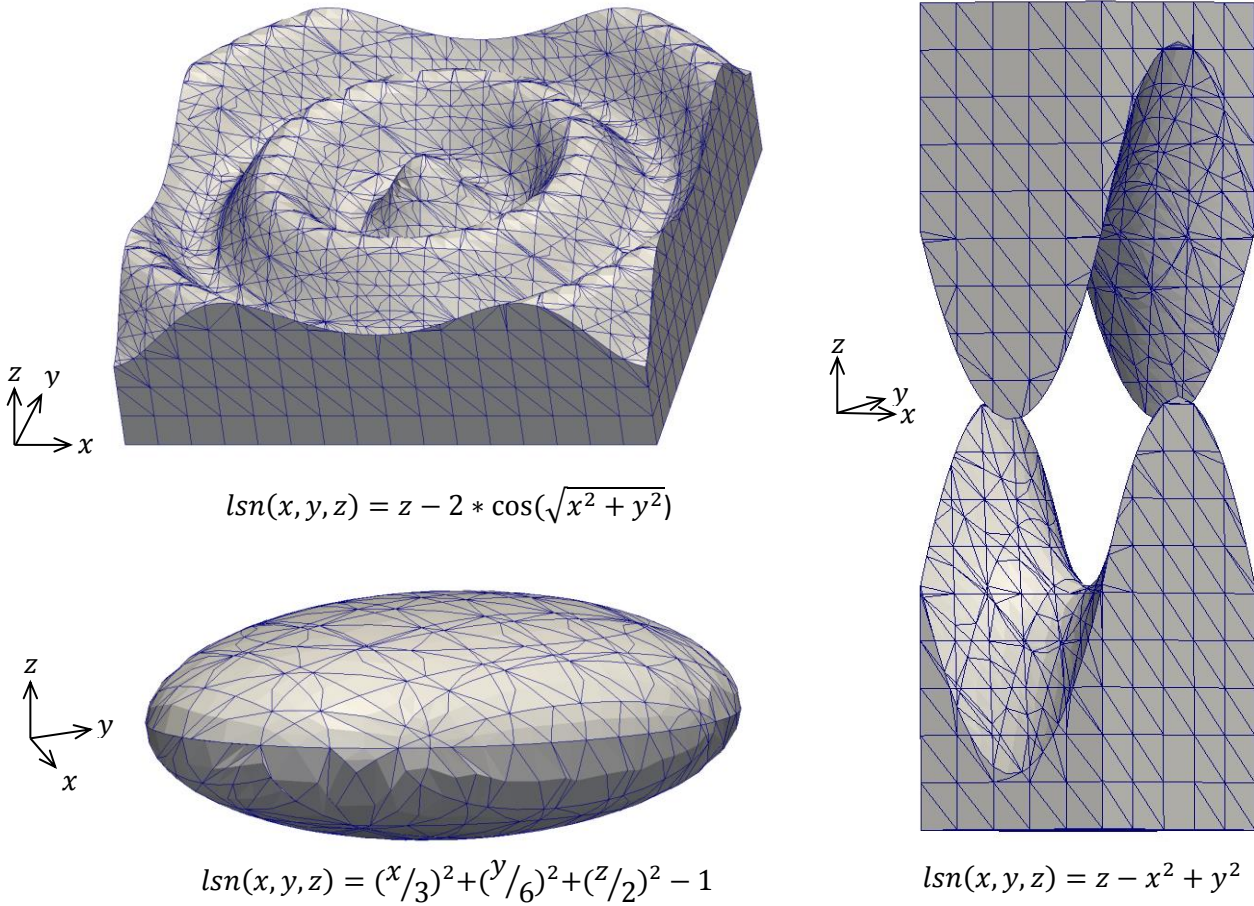 z
y
x
lsn(x, y, z) = z − 2 ∗ cos(√x² + y²)
z
y
x
lsn(x, y, z) = (x/3)²+(y/6)²+(z/2)² − 1
z
y
x
lsn(x, y, z) = z − x² + y²